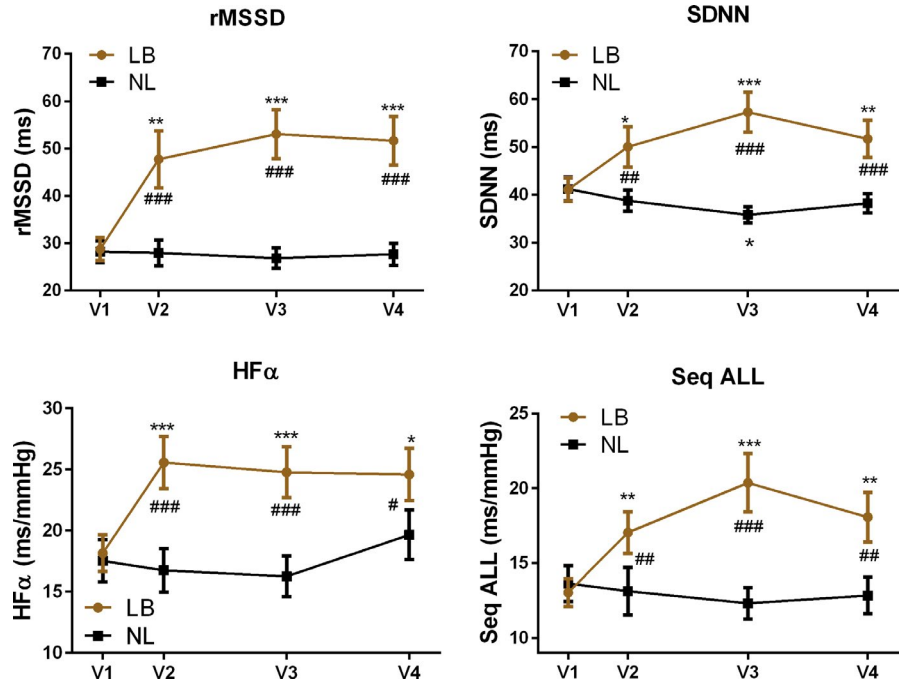 rMSSD
70
LB
NL
60
50
40
30
20
rMSSD (ms)
**
***
***
###
###
###
V1 V2 V3 V4
SDNN
70
LB
NL
60
50
40
30
20
SDNN (ms)
*
***
**
##
###
###
*
V1 V2 V3 V4
HFα
30
25
20
15
10
HFα (ms/mmHg)
***
***
*
###
###
#
LB
NL
V1 V2 V3 V4
Seq ALL
25
LB
NL
20
15
10
Seq ALL (ms/mmHg)
**
***
**
##
###
##
V1 V2 V3 V4